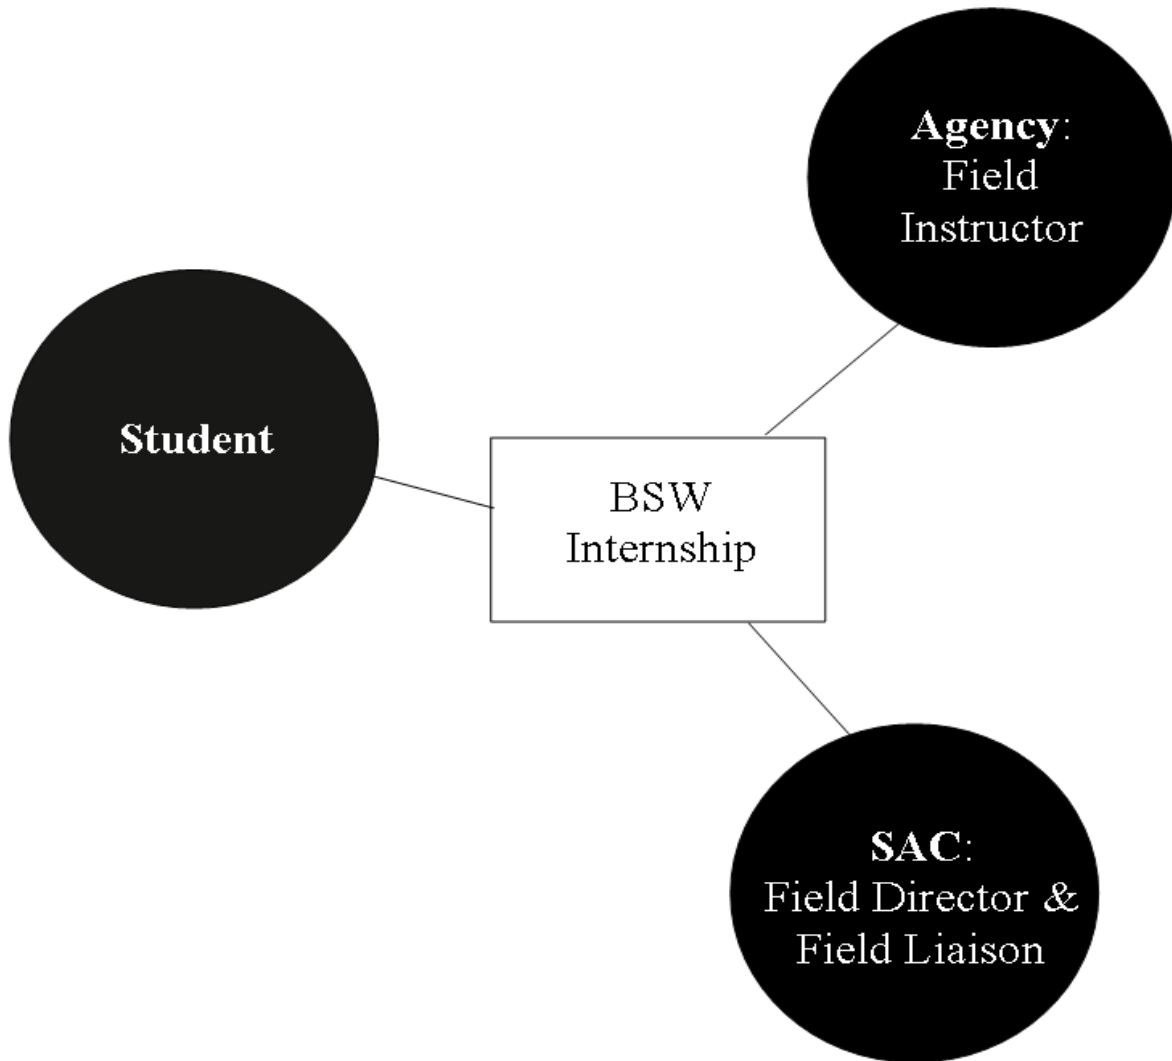 Agency:
Field
Instructor
Student
BSW
Internship
SAC:
Field Director &
Field Liaison